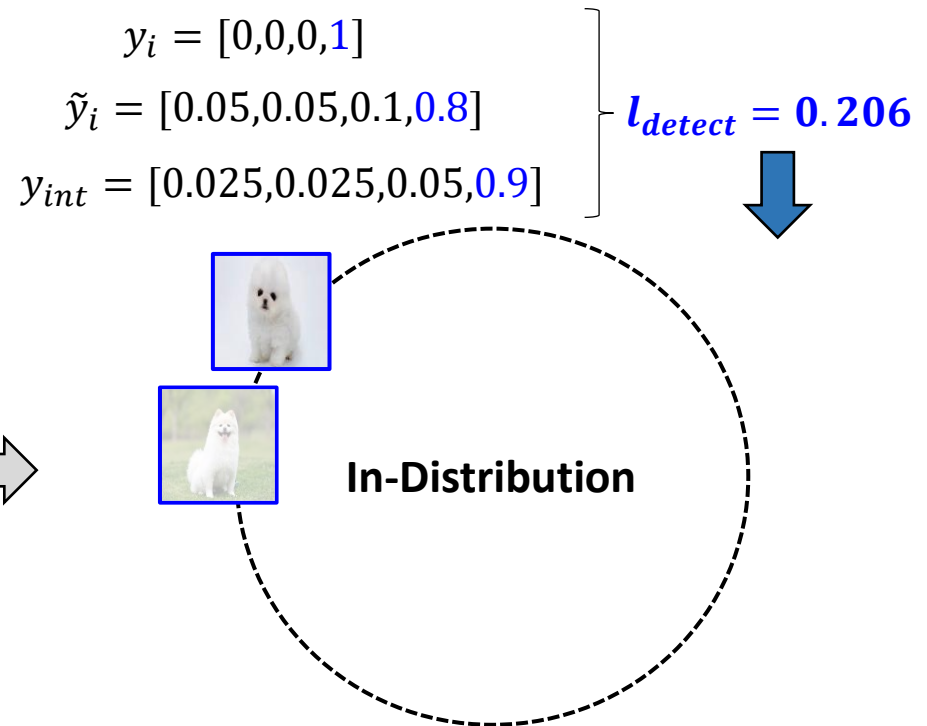 y_i = [0,0,0,1]
ỹ_i = [0.05,0.05,0.1,0.8]
y_int = [0.025,0.025,0.05,0.9]
l_detect = 0.206
In-Distribution